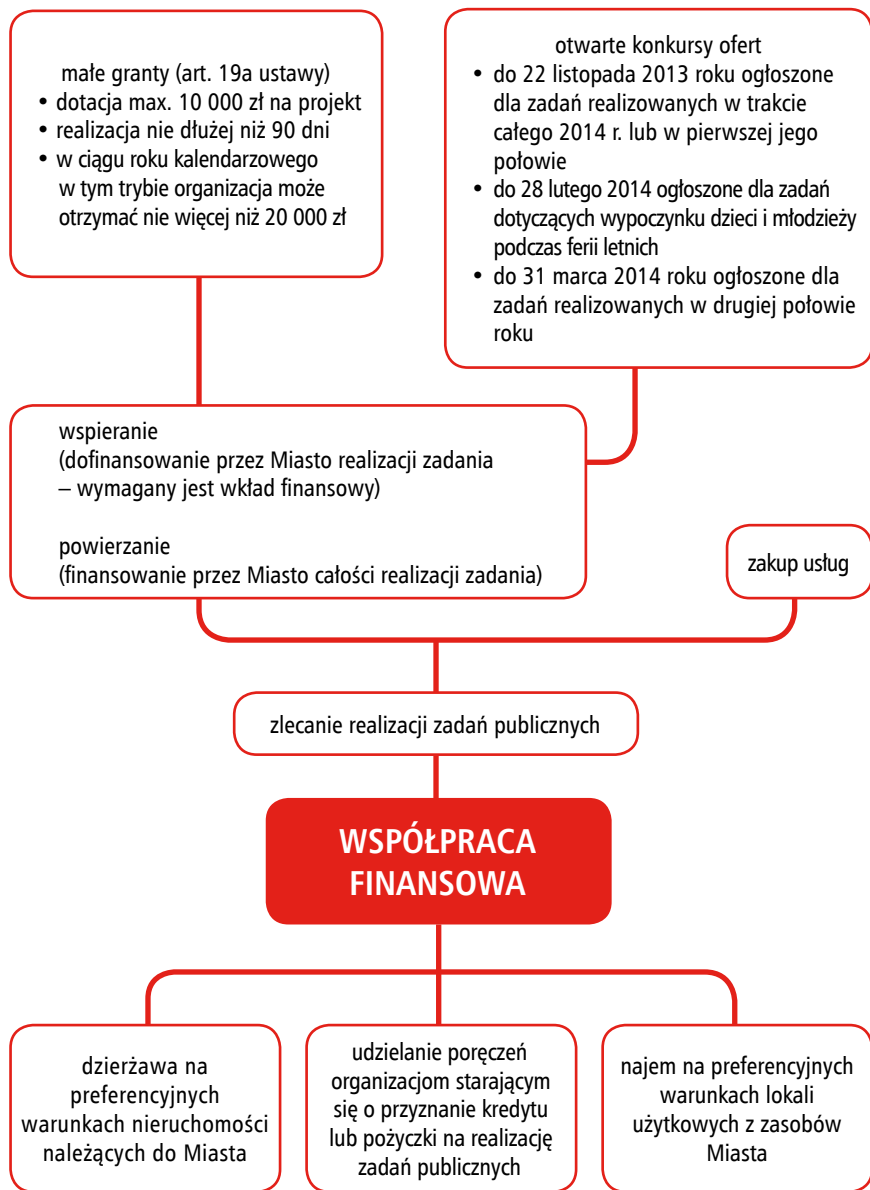 małe granty (art. 19a ustawy)
• dotacja max. 10 000 zł na projekt
• realizacja nie dłużej niż 90 dni
• w ciągu roku kalendarzowego
w tym trybie organizacja może
otrzymać nie więcej niż 20 000 zł
otwarte konkursy ofert
• do 22 listopada 2013 roku ogłoszone
dla zadań realizowanych w trakcie
całego 2014 r. lub w pierwszej jego
połowie
• do 28 lutego 2014 ogłoszone dla zadań
dotyczących wypoczynku dzieci i młodzieży
podczas ferii letnich
• do 31 marca 2014 roku ogłoszone dla
zadań realizowanych w drugiej połowie
roku
wspieranie
(dofinansowanie przez Miasto realizacji zadania
– wymagany jest wkład finansowy)
powierzanie
(finansowanie przez Miasto całości realizacji zadania)
zakup usług
zlecanie realizacji zadań publicznych
WSPÓŁPRACA
FINANSOWA
dzierżawa na
preferencyjnych
warunkach nieruchomości
należących do Miasta
udzielanie poręczeń
organizacjom starającym
się o przyznanie kredytu
lub pożyczki na realizację
zadań publicznych
najem na preferencyjnych
warunkach lokali
użytkowych z zasobów
Miasta